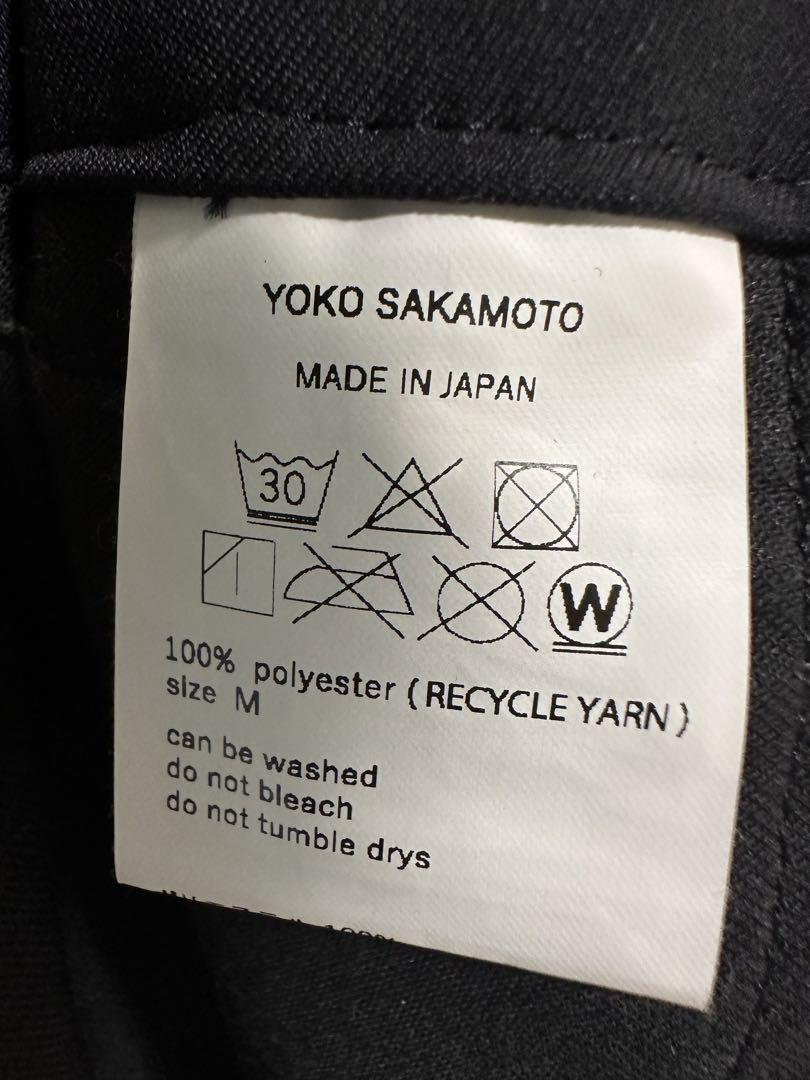 YOKO SAKAMOTO
MADE IN JAPAN
30
W
100% polyester (RECYCLE YARN)
size M
can be washed
do not bleach
do not tumble drys